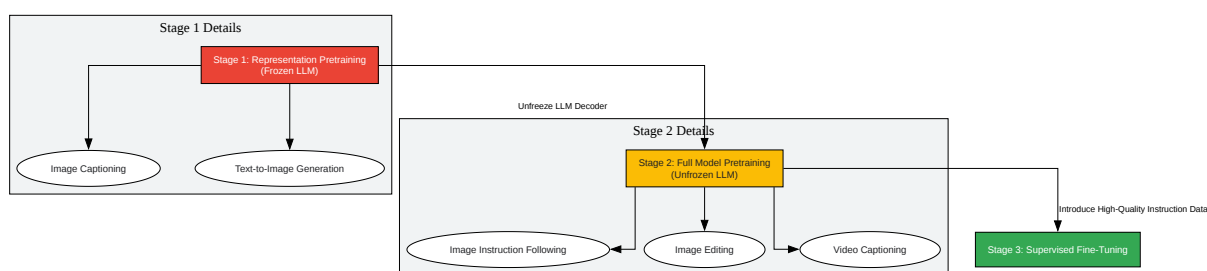 Stage 1 Details
Stage 1: Representation Pretraining
(Frozen LLM)
Image Captioning
Text-to-Image Generation
Unfreeze LLM Decoder
Stage 2 Details
Stage 2: Full Model Pretraining
(Unfrozen LLM)
Image Instruction Following
Image Editing
Video Captioning
Introduce High-Quality Instruction Data
Stage 3: Supervised Fine-Tuning